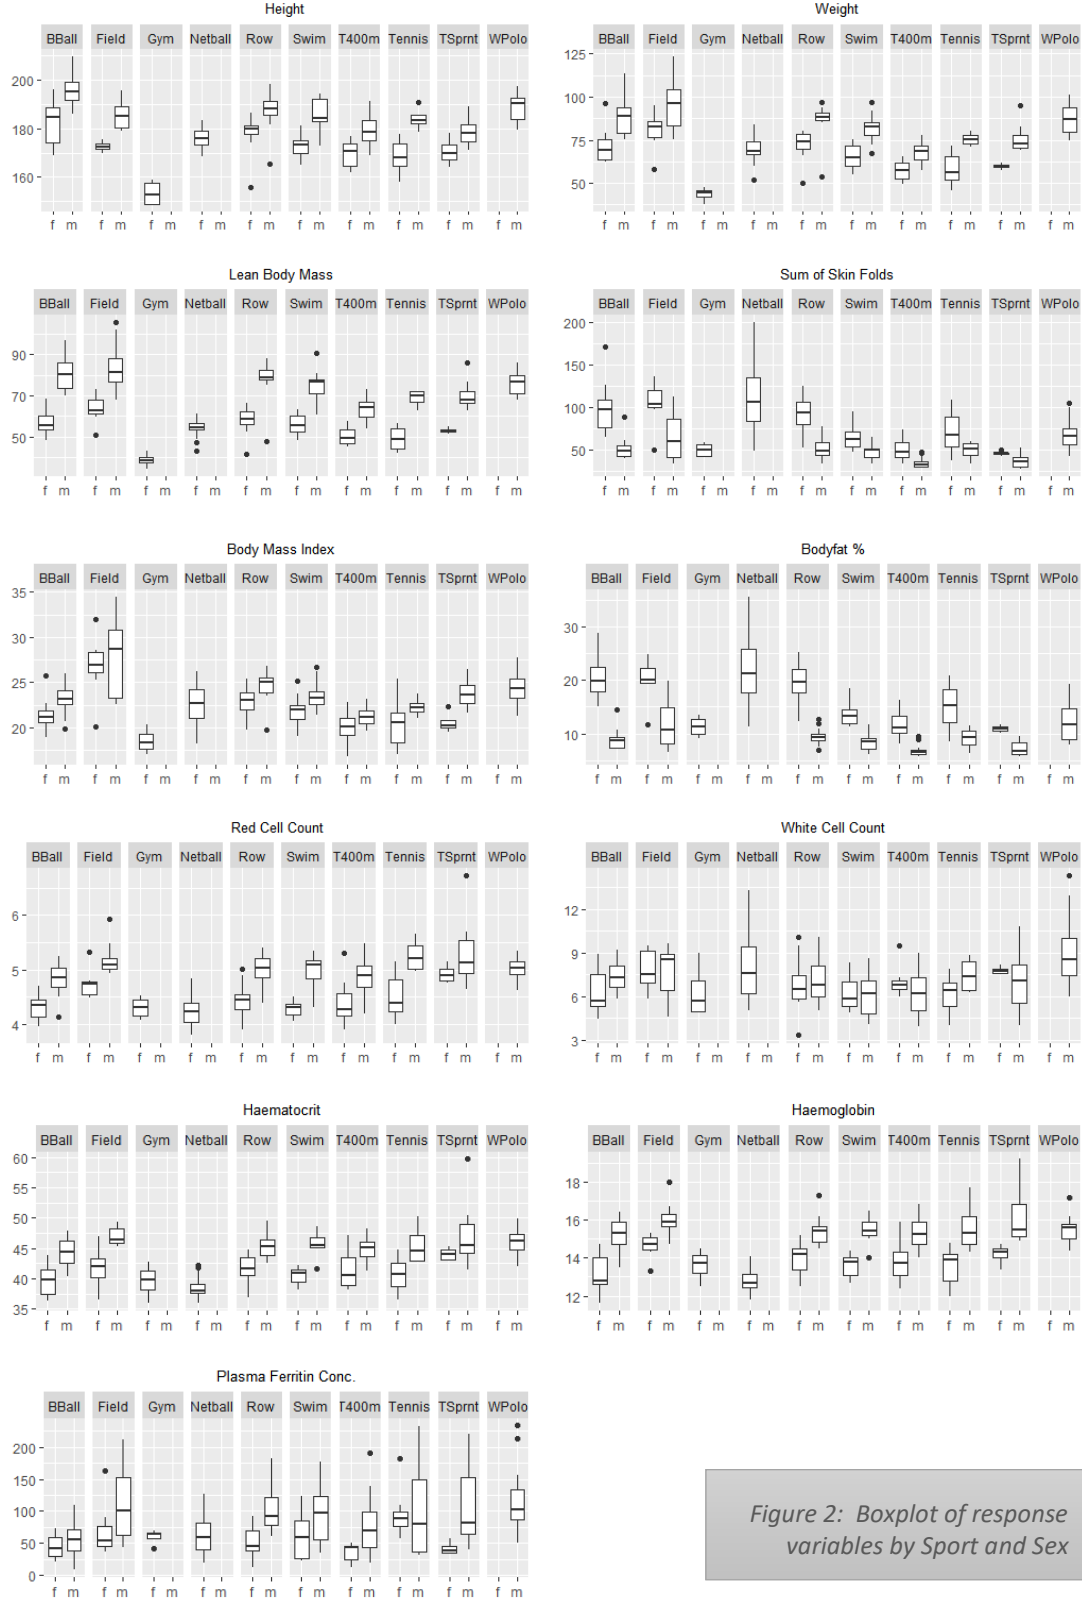 Height
BBall Field Gym Netball Row Swim T400m Tennis TSprnt WPolo
200
180
160
f m f m f m f m f m f m f m f m f m f m
Weight
BBall Field Gym Netball Row Swim T400m Tennis TSprnt WPolo
125
100
75
50
f m f m f m f m f m f m f m f m f m f m
Lean Body Mass
BBall Field Gym Netball Row Swim T400m Tennis TSprnt WPolo
90
70
50
f m f m f m f m f m f m f m f m f m f m
Sum of Skin Folds
BBall Field Gym Netball Row Swim T400m Tennis TSprnt WPolo
200
150
100
50
f m f m f m f m f m f m f m f m f m f m
Body Mass Index
BBall Field Gym Netball Row Swim T400m Tennis TSprnt WPolo
35
30
25
20
f m f m f m f m f m f m f m f m f m f m
Bodyfat %
BBall Field Gym Netball Row Swim T400m Tennis TSprnt WPolo
30
20
10
f m f m f m f m f m f m f m f m f m f m
Red Cell Count
BBall Field Gym Netball Row Swim T400m Tennis TSprnt WPolo
6
5
4
f m f m f m f m f m f m f m f m f m f m
White Cell Count
BBall Field Gym Netball Row Swim T400m Tennis TSprnt WPolo
12
9
6
3
f m f m f m f m f m f m f m f m f m f m
Haematocrit
BBall Field Gym Netball Row Swim T400m Tennis TSprnt WPolo
60
55
50
45
40
35
f m f m f m f m f m f m f m f m f m f m
Haemoglobin
BBall Field Gym Netball Row Swim T400m Tennis TSprnt WPolo
18
16
14
12
f m f m f m f m f m f m f m f m f m f m
Plasma Ferritin Conc.
BBall Field Gym Netball Row Swim T400m Tennis TSprnt WPolo
200
150
100
50
0
f m f m f m f m f m f m f m f m f m f m
Figure 2: Boxplot of response
variables by Sport and Sex